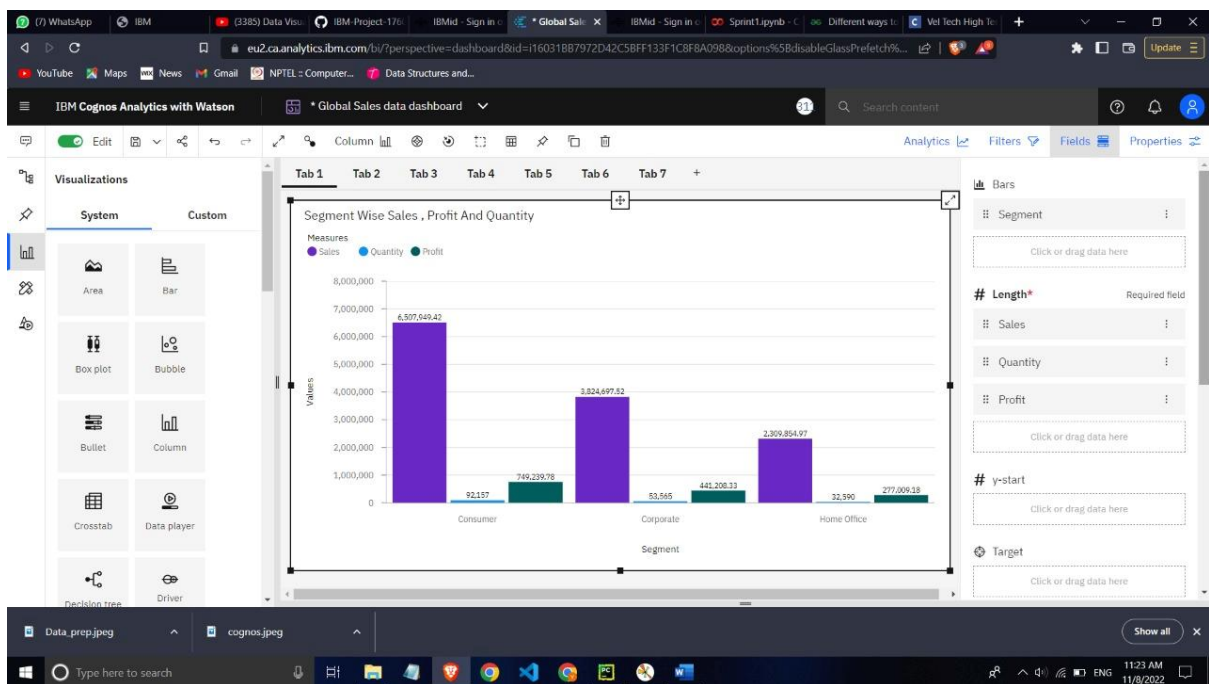 (7) WhatsApp IBM (3385) Data Visu IBM-Project-176 IBMid - Sign in o * Global Sale IBMid - Sign in o Sprint1.ipynb - C Different ways to Vel Tech High Te
eu2.ca.analytics.ibm.com/bi/?perspective=dashboard&id=i16031BB7972D42C5BFF133F1C8F8A098&options%5BdisableGlassPrefetch%... Update
YouTube Maps News Gmail NPTEL :: Computer... Data Structures and...
IBM Cognos Analytics with Watson * Global Sales data dashboard 31 Search content
Edit Column Analytics Filters Fields Properties
Visualizations
System Custom
Area Bar
Box plot Bubble
Bullet Column
Crosstab Data player
Decision tree Driver
Tab 1 Tab 2 Tab 3 Tab 4 Tab 5 Tab 6 Tab 7 +
Segment Wise Sales , Profit And Quantity
Measures
Sales Quantity Profit
8,000,000
7,000,000
6,000,000
5,000,000
4,000,000
3,000,000
2,000,000
1,000,000
0
Values
6,507,949.42
92,157
749,239.78
3,824,697.52
53,565
441,208.33
2,309,854.97
32,590
277,009.18
Consumer Corporate Home Office
Segment
Bars
Segment
Click or drag data here
# Length* Required field
Sales
Quantity
Profit
Click or drag data here
# y-start
Click or drag data here
Target
Click or drag data here
Data_prep.jpeg cognos.jpeg Show all
Type here to search ENG 11:23 AM
11/8/2022